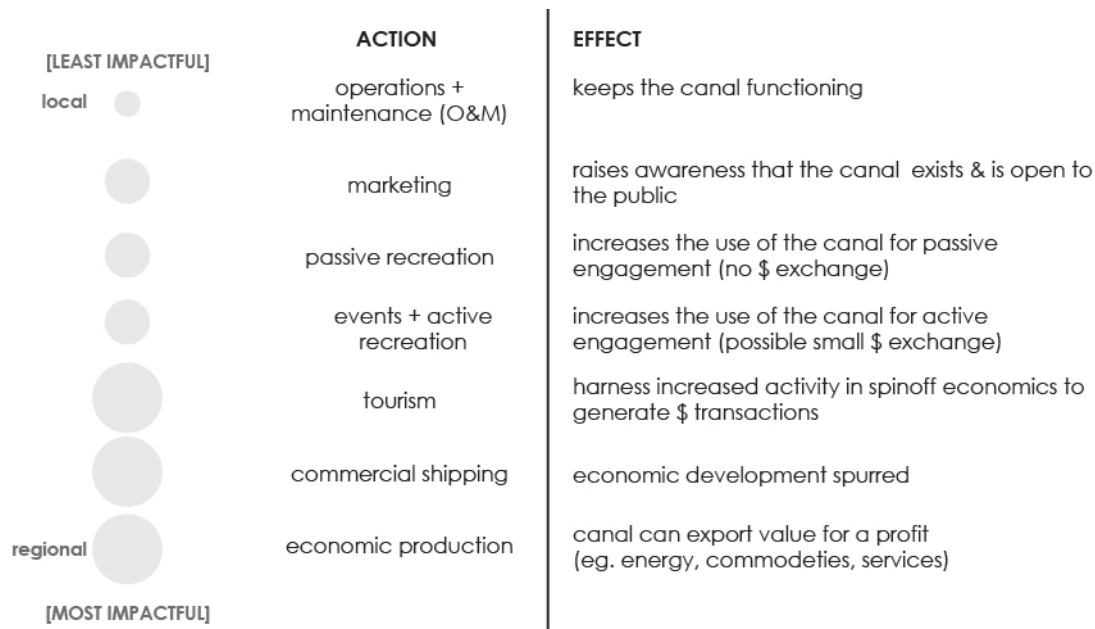 ACTION
EFFECT
[LEAST IMPACTFUL]
local
operations +
maintenance (O&M)
keeps the canal functioning
marketing
raises awareness that the canal exists & is open to
the public
passive recreation
increases the use of the canal for passive
engagement (no $ exchange)
events + active
recreation
increases the use of the canal for active
engagement (possible small $ exchange)
tourism
harness increased activity in spinoff economics to
generate $ transactions
commercial shipping
economic development spurred
regional
economic production
canal can export value for a profit
(eg. energy, commodeties, services)
[MOST IMPACTFUL]